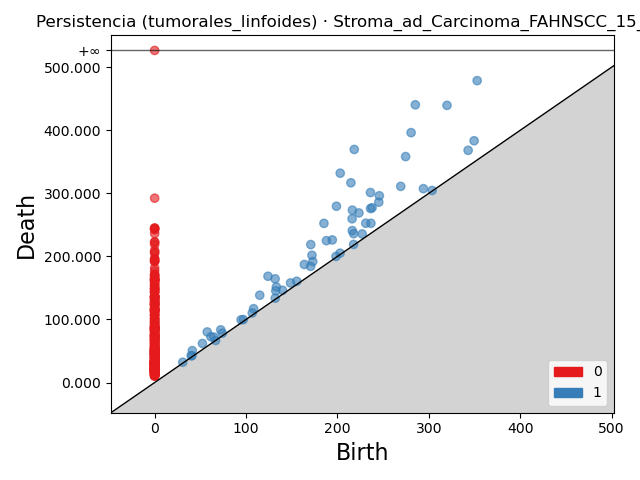 Persistencia (tumorales_linfoides) · Stroma_ad_Carcinoma_FAHNSCC_15_
+∞
500.000
400.000
300.000
200.000
100.000
0.000
Death
0
1
0 100 200 300 400 500
Birth